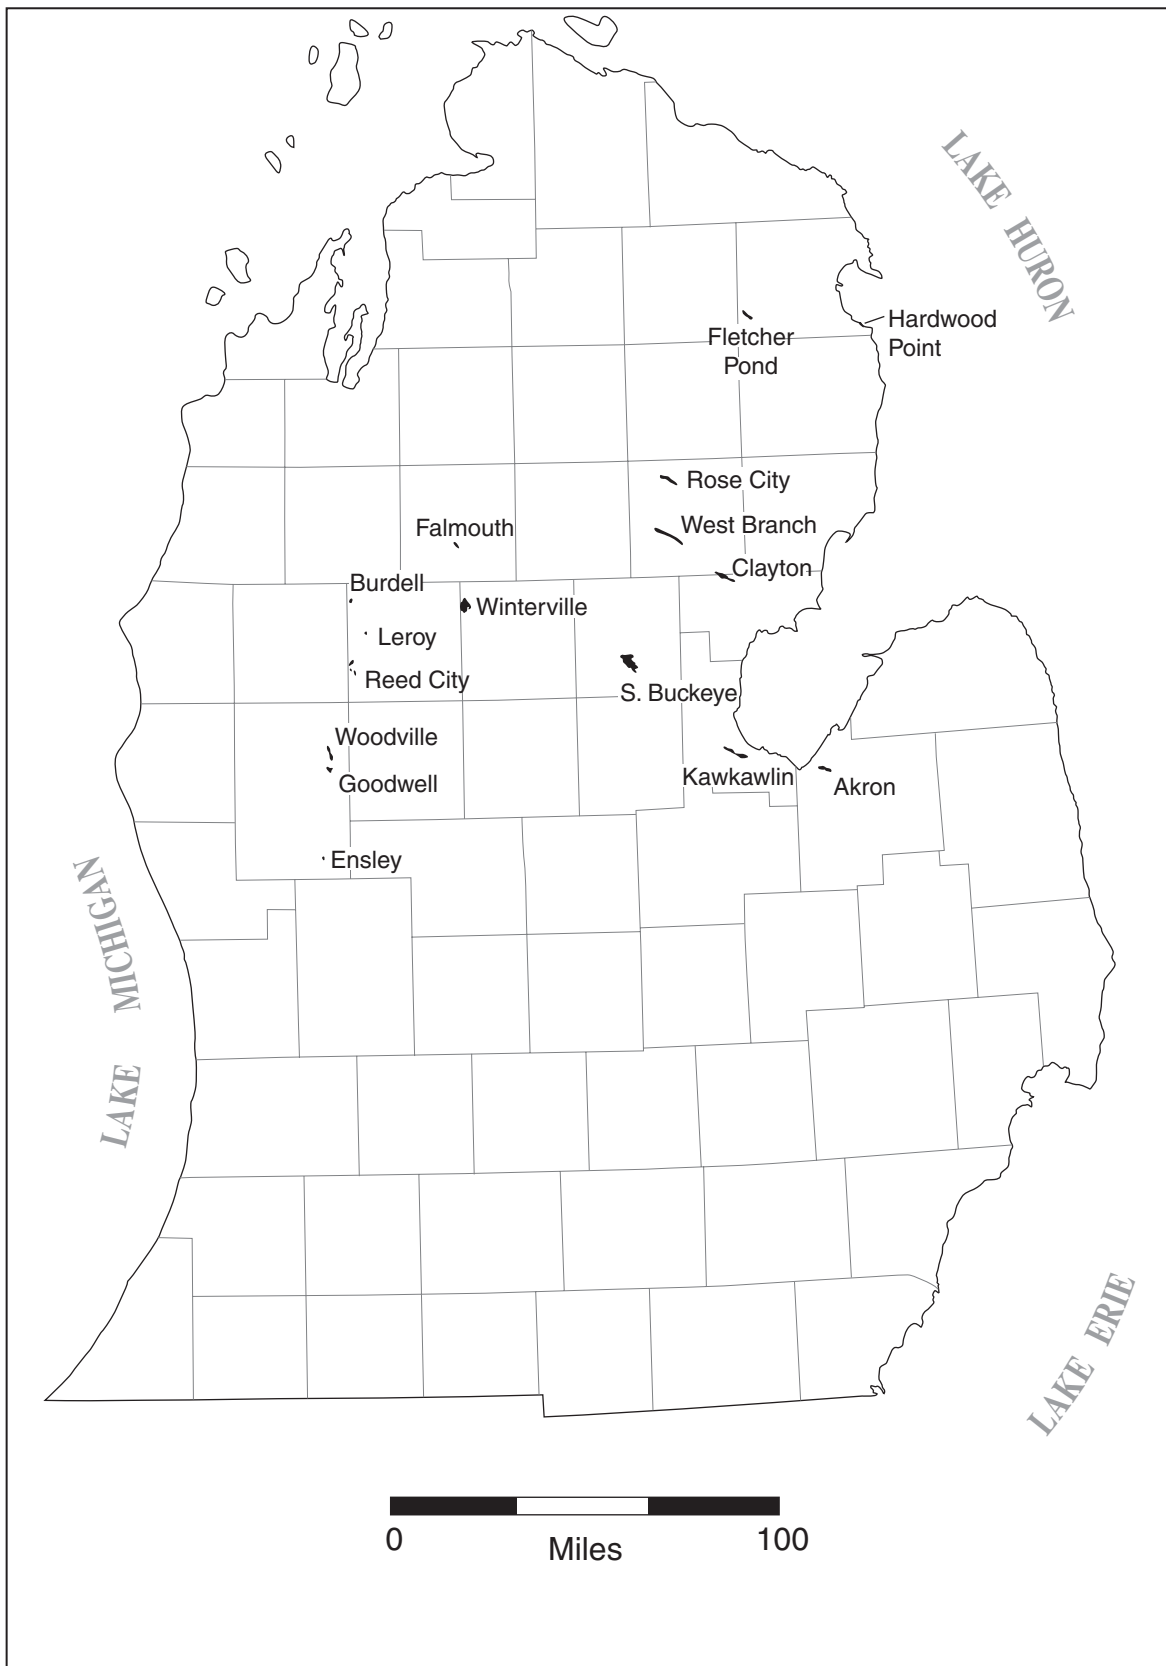 LAKE HURON
Hardwood
Point
Fletcher
Pond
Rose City
West Branch
Falmouth
Clayton
Burdell
Winterville
Leroy
Reed City
S. Buckeye
Woodville
Kawkawlin
Goodwell
Akron
Ensley
LAKE MICHIGAN
LAKE ERIE
0
100
Miles